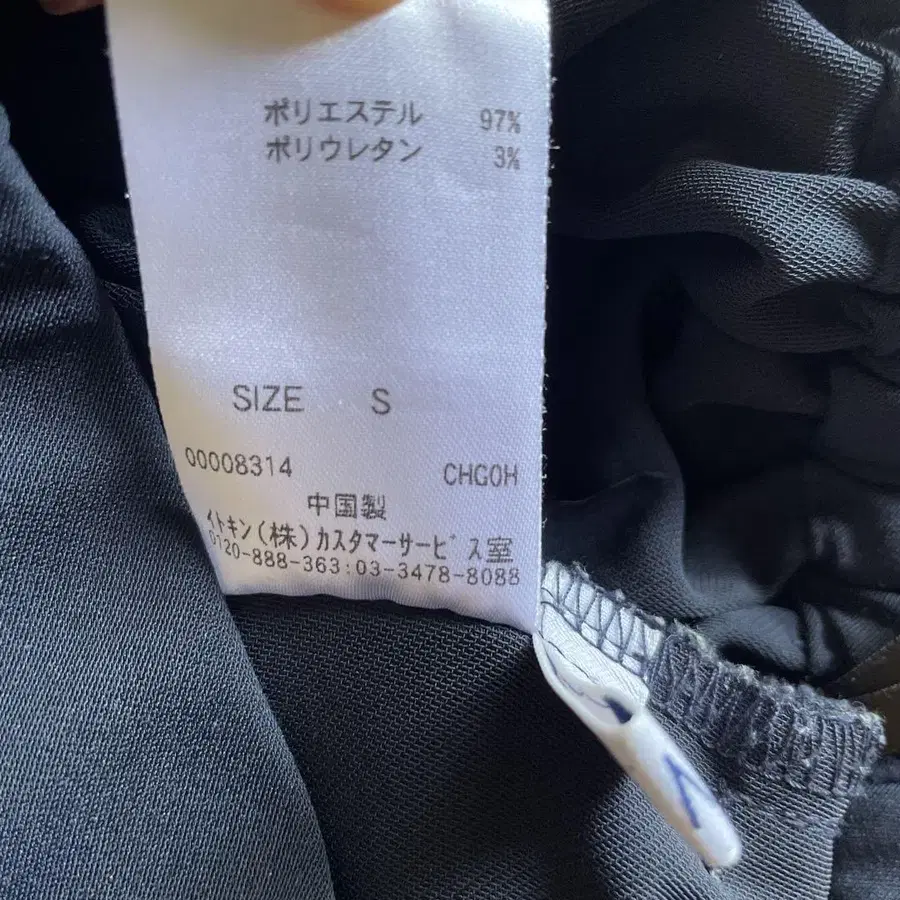 ポリエステル 97%
ポリウレタン 3%
SIZE S
00008314 CHG0H
中国製
イトキン(株)カスタマーサービス室
0120-888-363:03-3478-8088